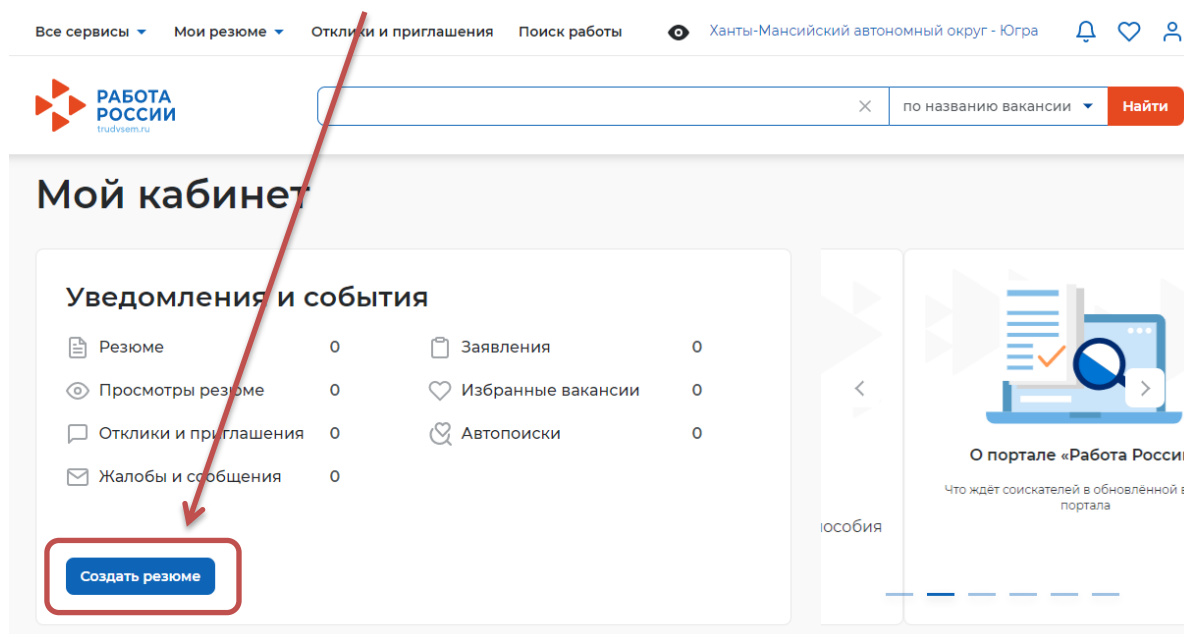 Все сервисы Мои резюме Отклики и приглашения Поиск работы Ханты-Мансийский автономный округ - Югра
РАБОТА
РОССИИ
trudvsem.ru
по названию вакансии Найти
Мой кабинет
Уведомления и события
Резюме 0 Заявления 0
Просмотры резюме 0 Избранные вакансии 0
Отклики и приглашения 0 Автопоиски 0
Жалобы и сообщения 0
Создать резюме
пособия
О портале «Работа России
Что ждёт соискателей в обновлённой в
портала